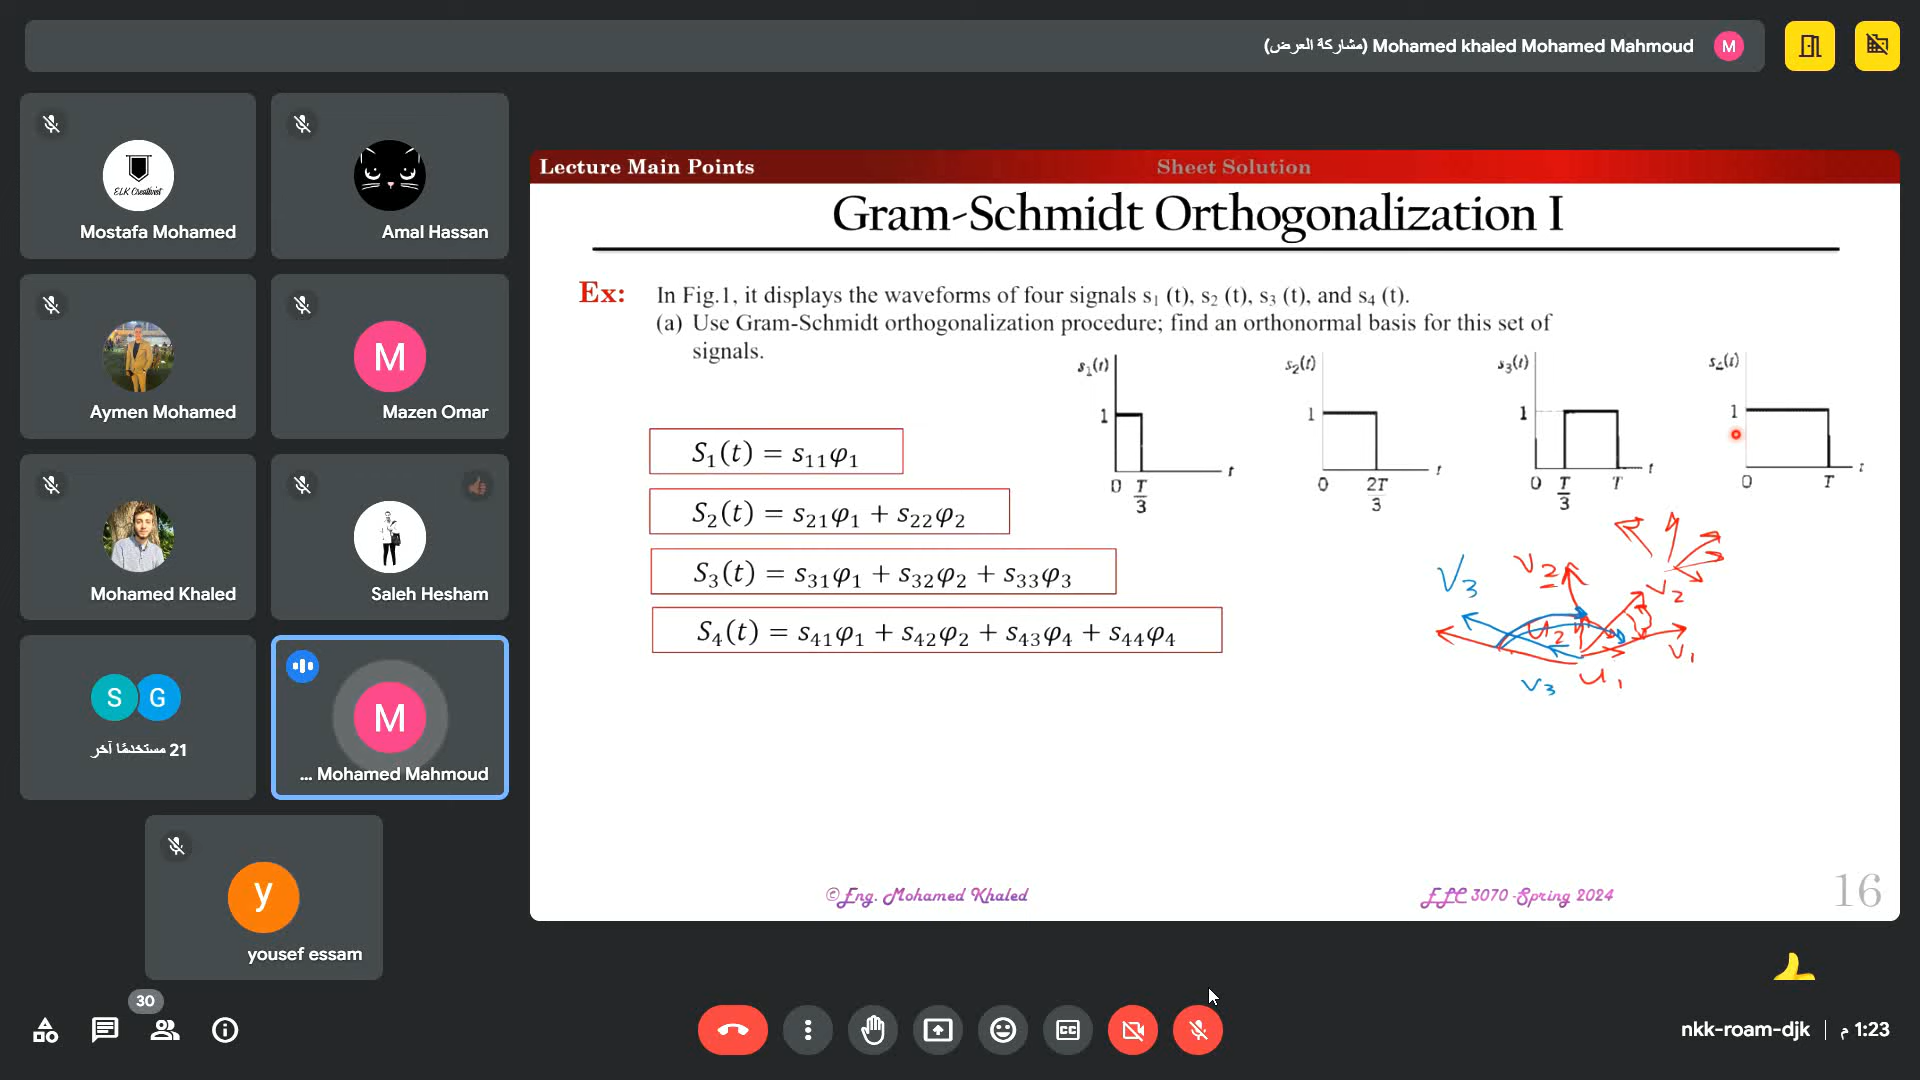 Mohamed khaled Mohamed Mahmoud (مشاركة العرض)
M
ELK Creativist
Mostafa Mohamed
Amal Hassan
Aymen Mohamed
M
Mazen Omar
Mohamed Khaled
Saleh Hesham
S G
21 مستخدمًا آخر
M
... Mohamed Mahmoud
y
yousef essam
Lecture Main Points
Sheet Solution
Gram-Schmidt Orthogonalization I
Ex: In Fig.1, it displays the waveforms of four signals s₁ (t), s₂ (t), s₃ (t), and s₄ (t).
(a) Use Gram-Schmidt orthogonalization procedure; find an orthonormal basis for this set of
signals.
s₁(t)
1
0 T/3 t
s₂(t)
1
0 2T/3 t
s₃(t)
1
0 T/3 T t
s₄(t)
1
0 T t
S₁(t) = s₁₁φ₁
S₂(t) = s₂₁φ₁ + s₂₂φ₂
S₃(t) = s₃₁φ₁ + s₃₂φ₂ + s₃₃φ₃
S₄(t) = s₄₁φ₁ + s₄₂φ₂ + s₄₃φ₄ + s₄₄φ₄
V₃
V₂
V₂
u₂
V₁
V₃
u₁
©Eng. Mohamed Khaled
EEC 3070 -Spring 2024
16
30
CC
nkk-roam-djk | 1:23 م